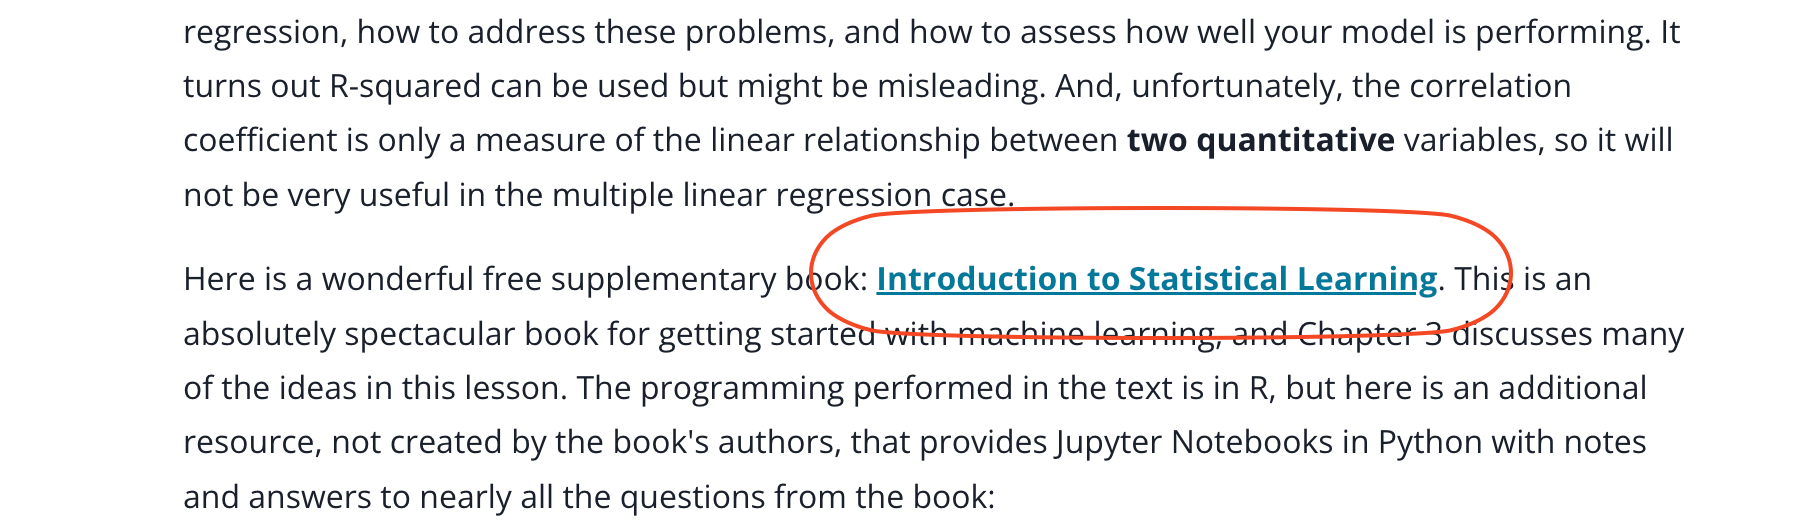 regression, how to address these problems, and how to assess how well your model is performing. It
turns out R-squared can be used but might be misleading. And, unfortunately, the correlation
coefficient is only a measure of the linear relationship between two quantitative variables, so it will
not be very useful in the multiple linear regression case.
Here is a wonderful free supplementary book: Introduction to Statistical Learning. This is an
absolutely spectacular book for getting started with machine learning, and Chapter 3 discusses many
of the ideas in this lesson. The programming performed in the text is in R, but here is an additional
resource, not created by the book's authors, that provides Jupyter Notebooks in Python with notes
and answers to nearly all the questions from the book: